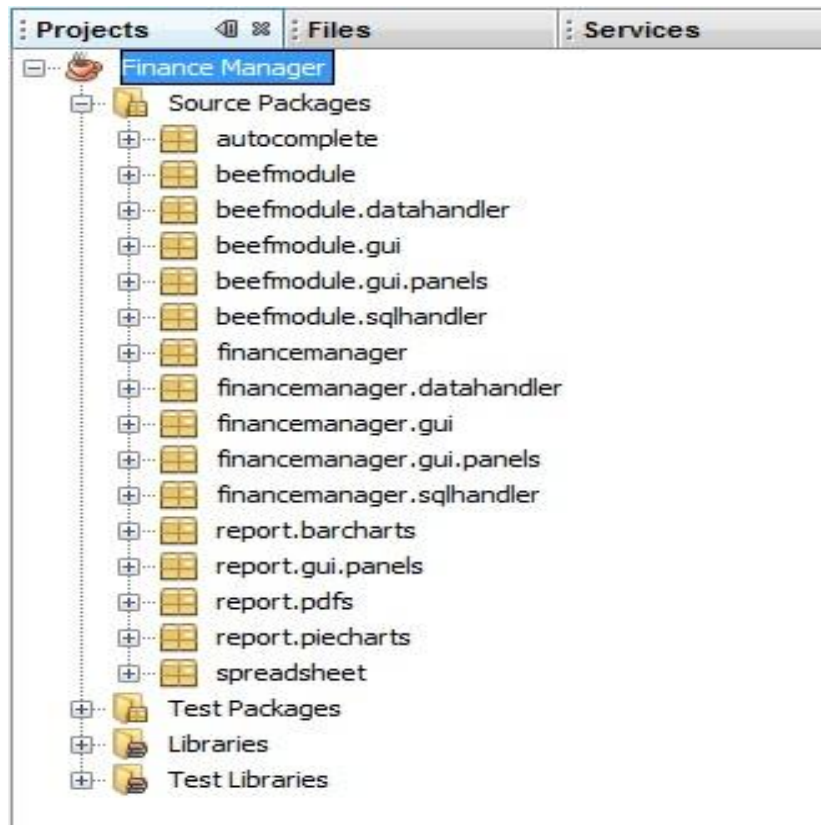 Projects Files Services
Finance Manager
Source Packages
autocomplete
beefmodule
beefmodule.datahandler
beefmodule.gui
beefmodule.gui.panels
beefmodule.sqlhandler
financemanager
financemanager.datahandler
financemanager.gui
financemanager.gui.panels
financemanager.sqlhandler
report.barcharts
report.gui.panels
report.pdfs
report.piecharts
spreadsheet
Test Packages
Libraries
Test Libraries